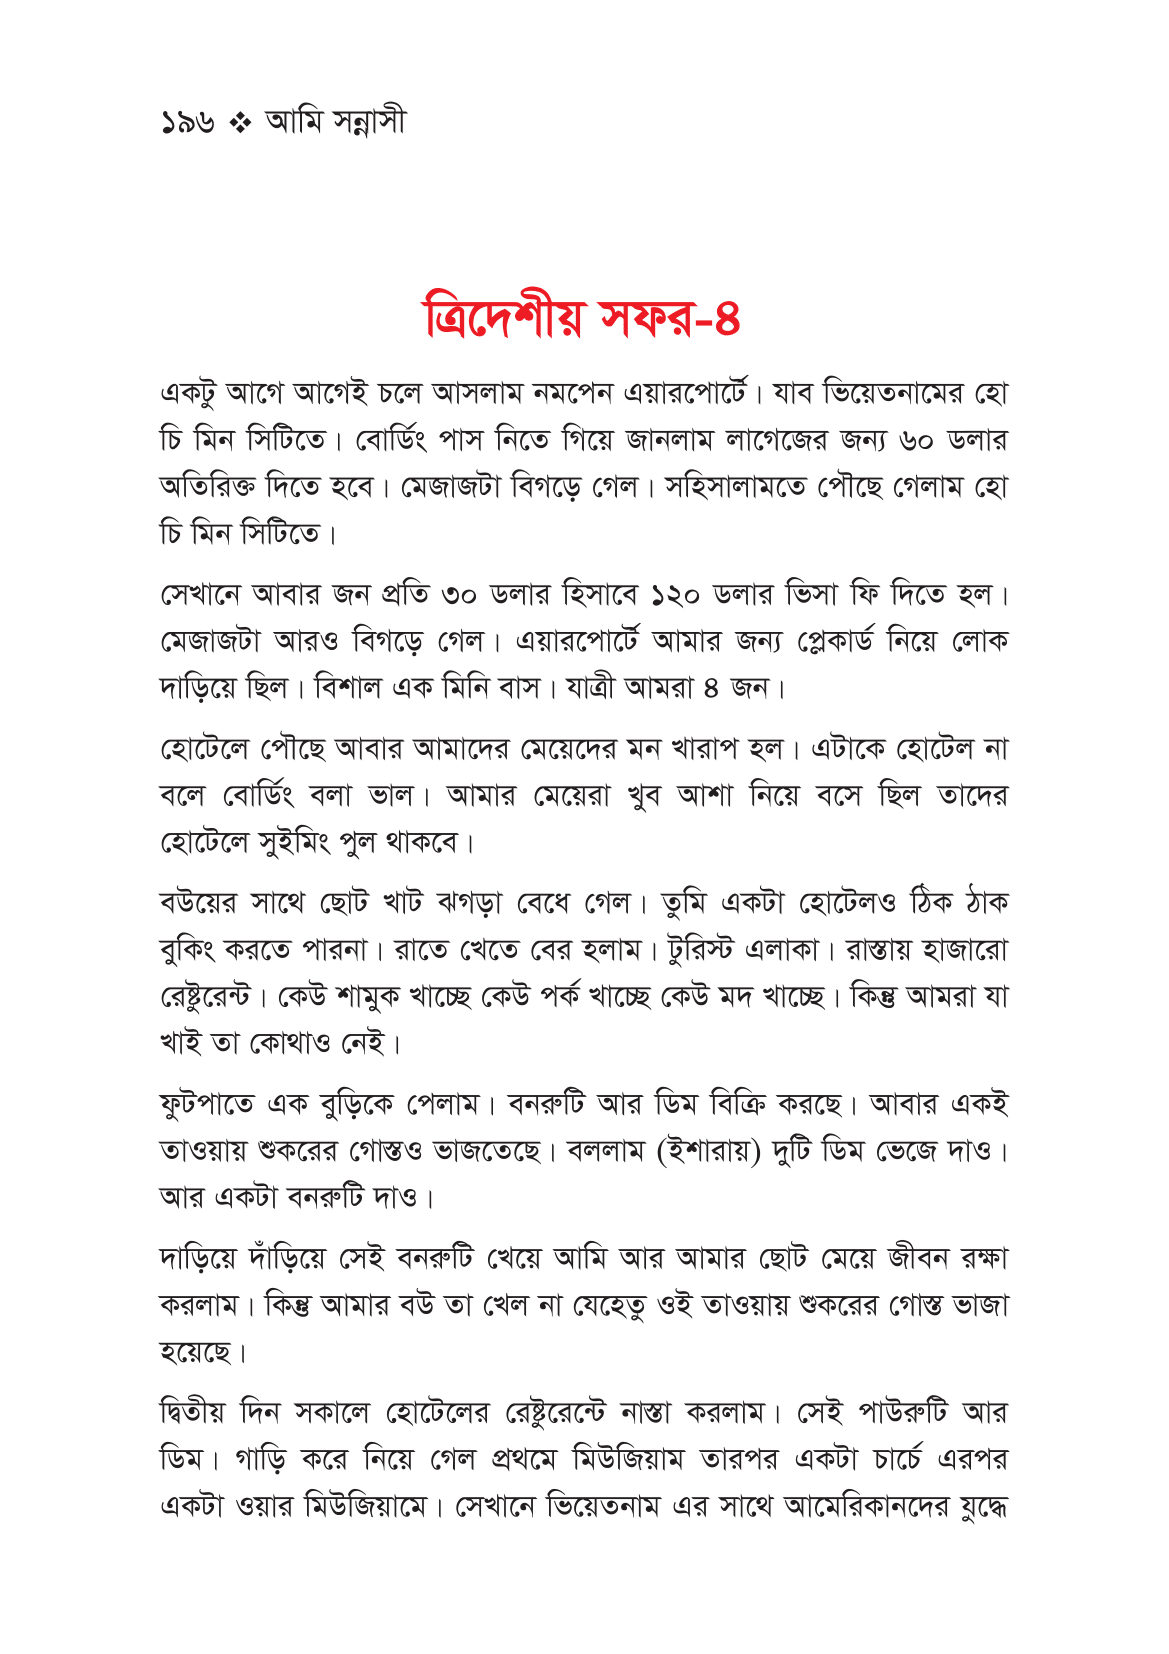 ১৯৬ ❖ আমি সন্ন্যাসী
ত্রিদেশীয় সফর-৪
একটু আগে আগেই চলে আসলাম নমপেন এয়ারপোর্টে। যাব ভিয়েতনামের হো
চি মিন সিটিতে। বোর্ডিং পাস নিতে গিয়ে জানলাম লাগেজের জন্য ৬০ ডলার
অতিরিক্ত দিতে হবে। মেজাজটা বিগড়ে গেল। সহিসালামতে পৌছে গেলাম হো
চি মিন সিটিতে।
সেখানে আবার জন প্রতি ৩০ ডলার হিসাবে ১২০ ডলার ভিসা ফি দিতে হল।
মেজাজটা আরও বিগড়ে গেল। এয়ারপোর্টে আমার জন্য প্লেকার্ড নিয়ে লোক
দাড়িয়ে ছিল। বিশাল এক মিনি বাস। যাত্রী আমরা ৪ জন।
হোটেলে পৌছে আবার আমাদের মেয়েদের মন খারাপ হল। এটাকে হোটেল না
বলে বোর্ডিং বলা ভাল। আমার মেয়েরা খুব আশা নিয়ে বসে ছিল তাদের
হোটেলে সুইমিং পুল থাকবে।
বউয়ের সাথে ছোট খাট ঝগড়া বেধে গেল। তুমি একটা হোটেলও ঠিক ঠাক
বুকিং করতে পারনা। রাতে খেতে বের হলাম। টুরিস্ট এলাকা। রাস্তায় হাজারো
রেষ্টুরেন্ট। কেউ শামুক খাচ্ছে কেউ পর্ক খাচ্ছে কেউ মদ খাচ্ছে। কিন্তু আমরা যা
খাই তা কোথাও নেই।
ফুটপাতে এক বুড়িকে পেলাম। বনরুটি আর ডিম বিক্রি করছে। আবার একই
তাওয়ায় শুকরের গোস্তও ভাজতেছে। বললাম (ইশারায়) দুটি ডিম ভেজে দাও।
আর একটা বনরুটি দাও।
দাড়িয়ে দাঁড়িয়ে সেই বনরুটি খেয়ে আমি আর আমার ছোট মেয়ে জীবন রক্ষা
করলাম। কিন্তু আমার বউ তা খেল না যেহেতু ওই তাওয়ায় শুকরের গোস্ত ভাজা
হয়েছে।
দ্বিতীয় দিন সকালে হোটেলের রেষ্টুরেন্টে নাস্তা করলাম। সেই পাউরুটি আর
ডিম। গাড়ি করে নিয়ে গেল প্রথমে মিউজিয়াম তারপর একটা চার্চে এরপর
একটা ওয়ার মিউজিয়ামে। সেখানে ভিয়েতনাম এর সাথে আমেরিকানদের যুদ্ধে